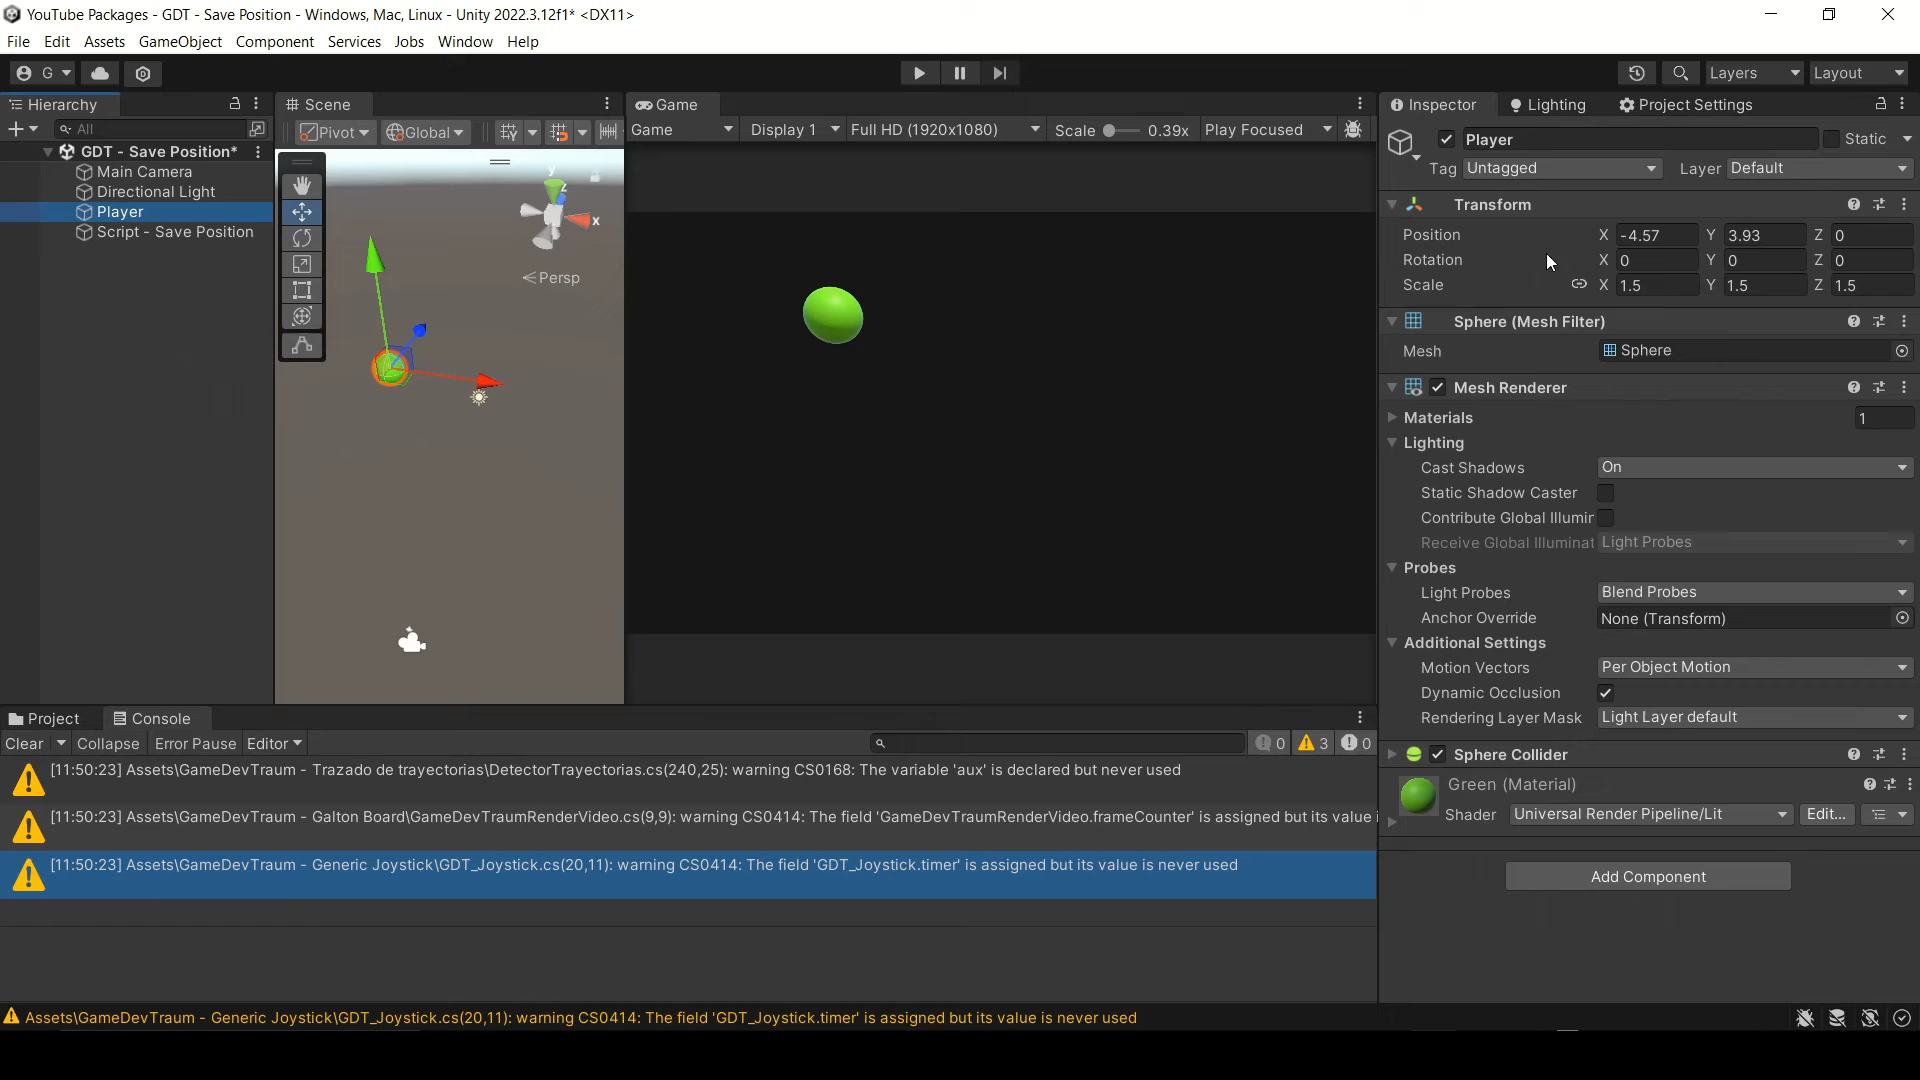 YouTube Packages - GDT - Save Position - Windows, Mac, Linux - Unity 2022.3.12f1* <DX11>
File Edit Assets GameObject Component Services Jobs Window Help
G Layers Layout
Hierarchy Scene Game Inspector Lighting Project Settings
All Pivot Global Game Display 1 Full HD (1920x1080) Scale 0.39x Play Focused
Player Static
GDT - Save Position*
Tag Untagged Layer Default
Main Camera
Directional Light
Player
Script - Save Position
y
z
x
Persp
Transform
Position X -4.57 Y 3.93 Z 0
Rotation X 0 Y 0 Z 0
Scale X 1.5 Y 1.5 Z 1.5
Sphere (Mesh Filter)
Mesh Sphere
Mesh Renderer
Materials 1
Lighting
Cast Shadows On
Static Shadow Caster
Contribute Global Illumir
Receive Global Illuminat Light Probes
Probes
Light Probes Blend Probes
Anchor Override None (Transform)
Additional Settings
Motion Vectors Per Object Motion
Dynamic Occlusion
Rendering Layer Mask Light Layer default
Sphere Collider
Green (Material)
Shader Universal Render Pipeline/Lit Edit...
Add Component
Project Console
Clear Collapse Error Pause Editor 0 3 0
[11:50:23] Assets\GameDevTraum - Trazado de trayectorias\DetectorTrayectorias.cs(240,25): warning CS0168: The variable 'aux' is declared but never used
[11:50:23] Assets\GameDevTraum - Galton Board\GameDevTraumRenderVideo.cs(9,9): warning CS0414: The field 'GameDevTraumRenderVideo.frameCounter' is assigned but its value i
[11:50:23] Assets\GameDevTraum - Generic Joystick\GDT_Joystick.cs(20,11): warning CS0414: The field 'GDT_Joystick.timer' is assigned but its value is never used
Assets\GameDevTraum - Generic Joystick\GDT_Joystick.cs(20,11): warning CS0414: The field 'GDT_Joystick.timer' is assigned but its value is never used